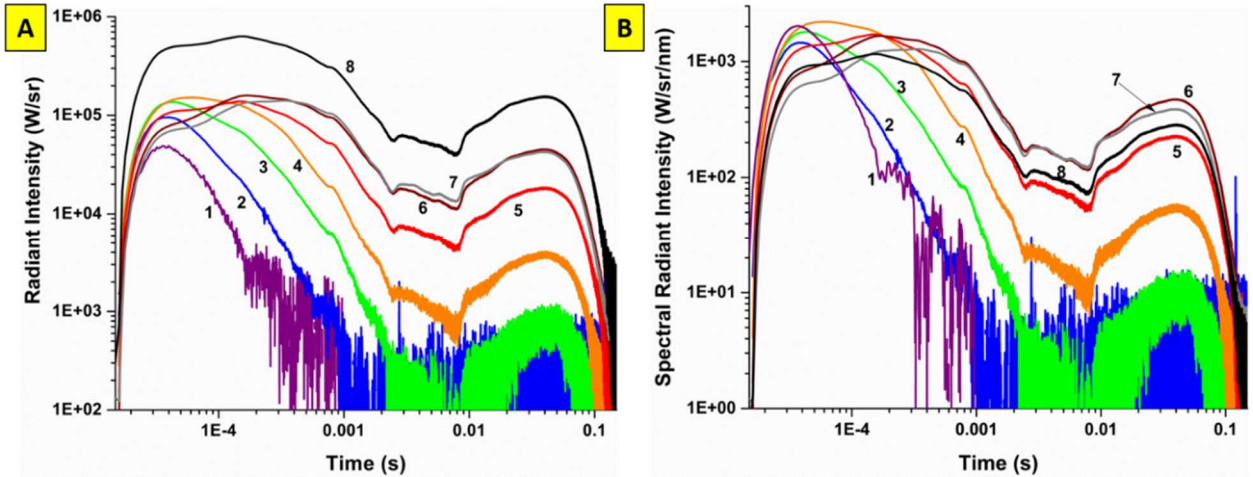 A
Radiant Intensity (W/sr)
1E+06
1E+05
1E+04
1E+03
1E+02
8
3
4
1
2
7
6
5
1E-4
0.001
0.01
0.1
Time (s)
B
Spectral Radiant Intensity (W/sr/nm)
1E+03
1E+02
1E+01
1E+00
3
2
4
1
7
6
8
5
1E-4
0.001
0.01
0.1
Time (s)